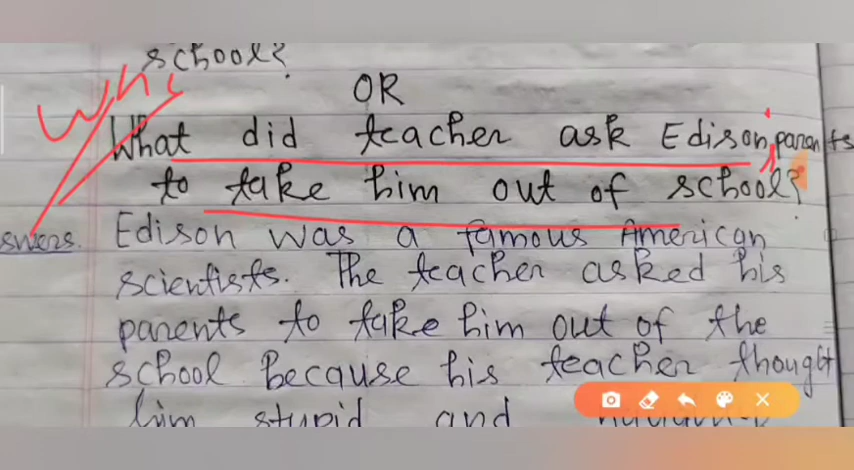 school?
OR
Why
What did teacher ask Edison, parents
to take him out of school?
swers. Edison was a famous American
scientists. The teacher asked his
parents to take him out of the
school because his teacher thought
him stupid and